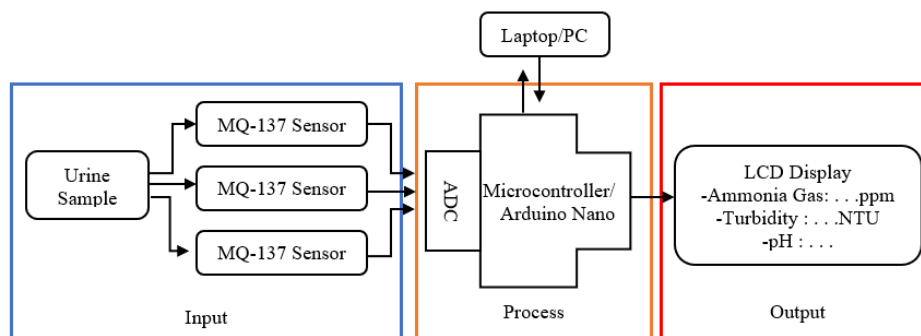 Laptop/PC
Urine
Sample
MQ-137 Sensor
MQ-137 Sensor
MQ-137 Sensor
Input
ADC
Microcontroller/
Arduino Nano
Process
LCD Display
-Ammonia Gas: . . .ppm
-Turbidity : . . .NTU
-pH : . . .
Output